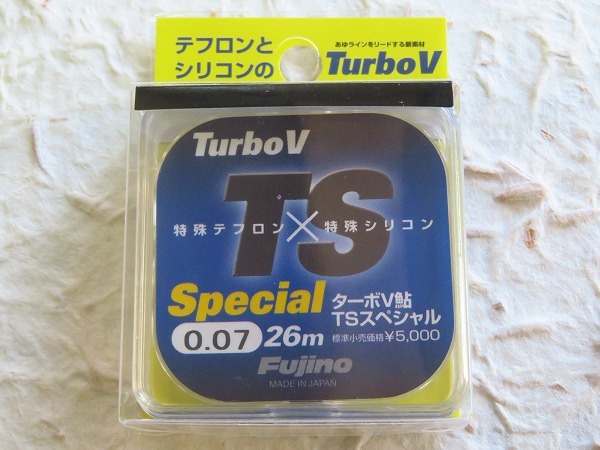 テフロンと
シリコンの
あゆラインをリードする新素材
TurboV
TurboV
TS
特殊テフロン×特殊シリコン
Special
ターボV鮎
TSスペシャル
0.07 26m
標準小売価格¥5,000
Fujino
MADE IN JAPAN